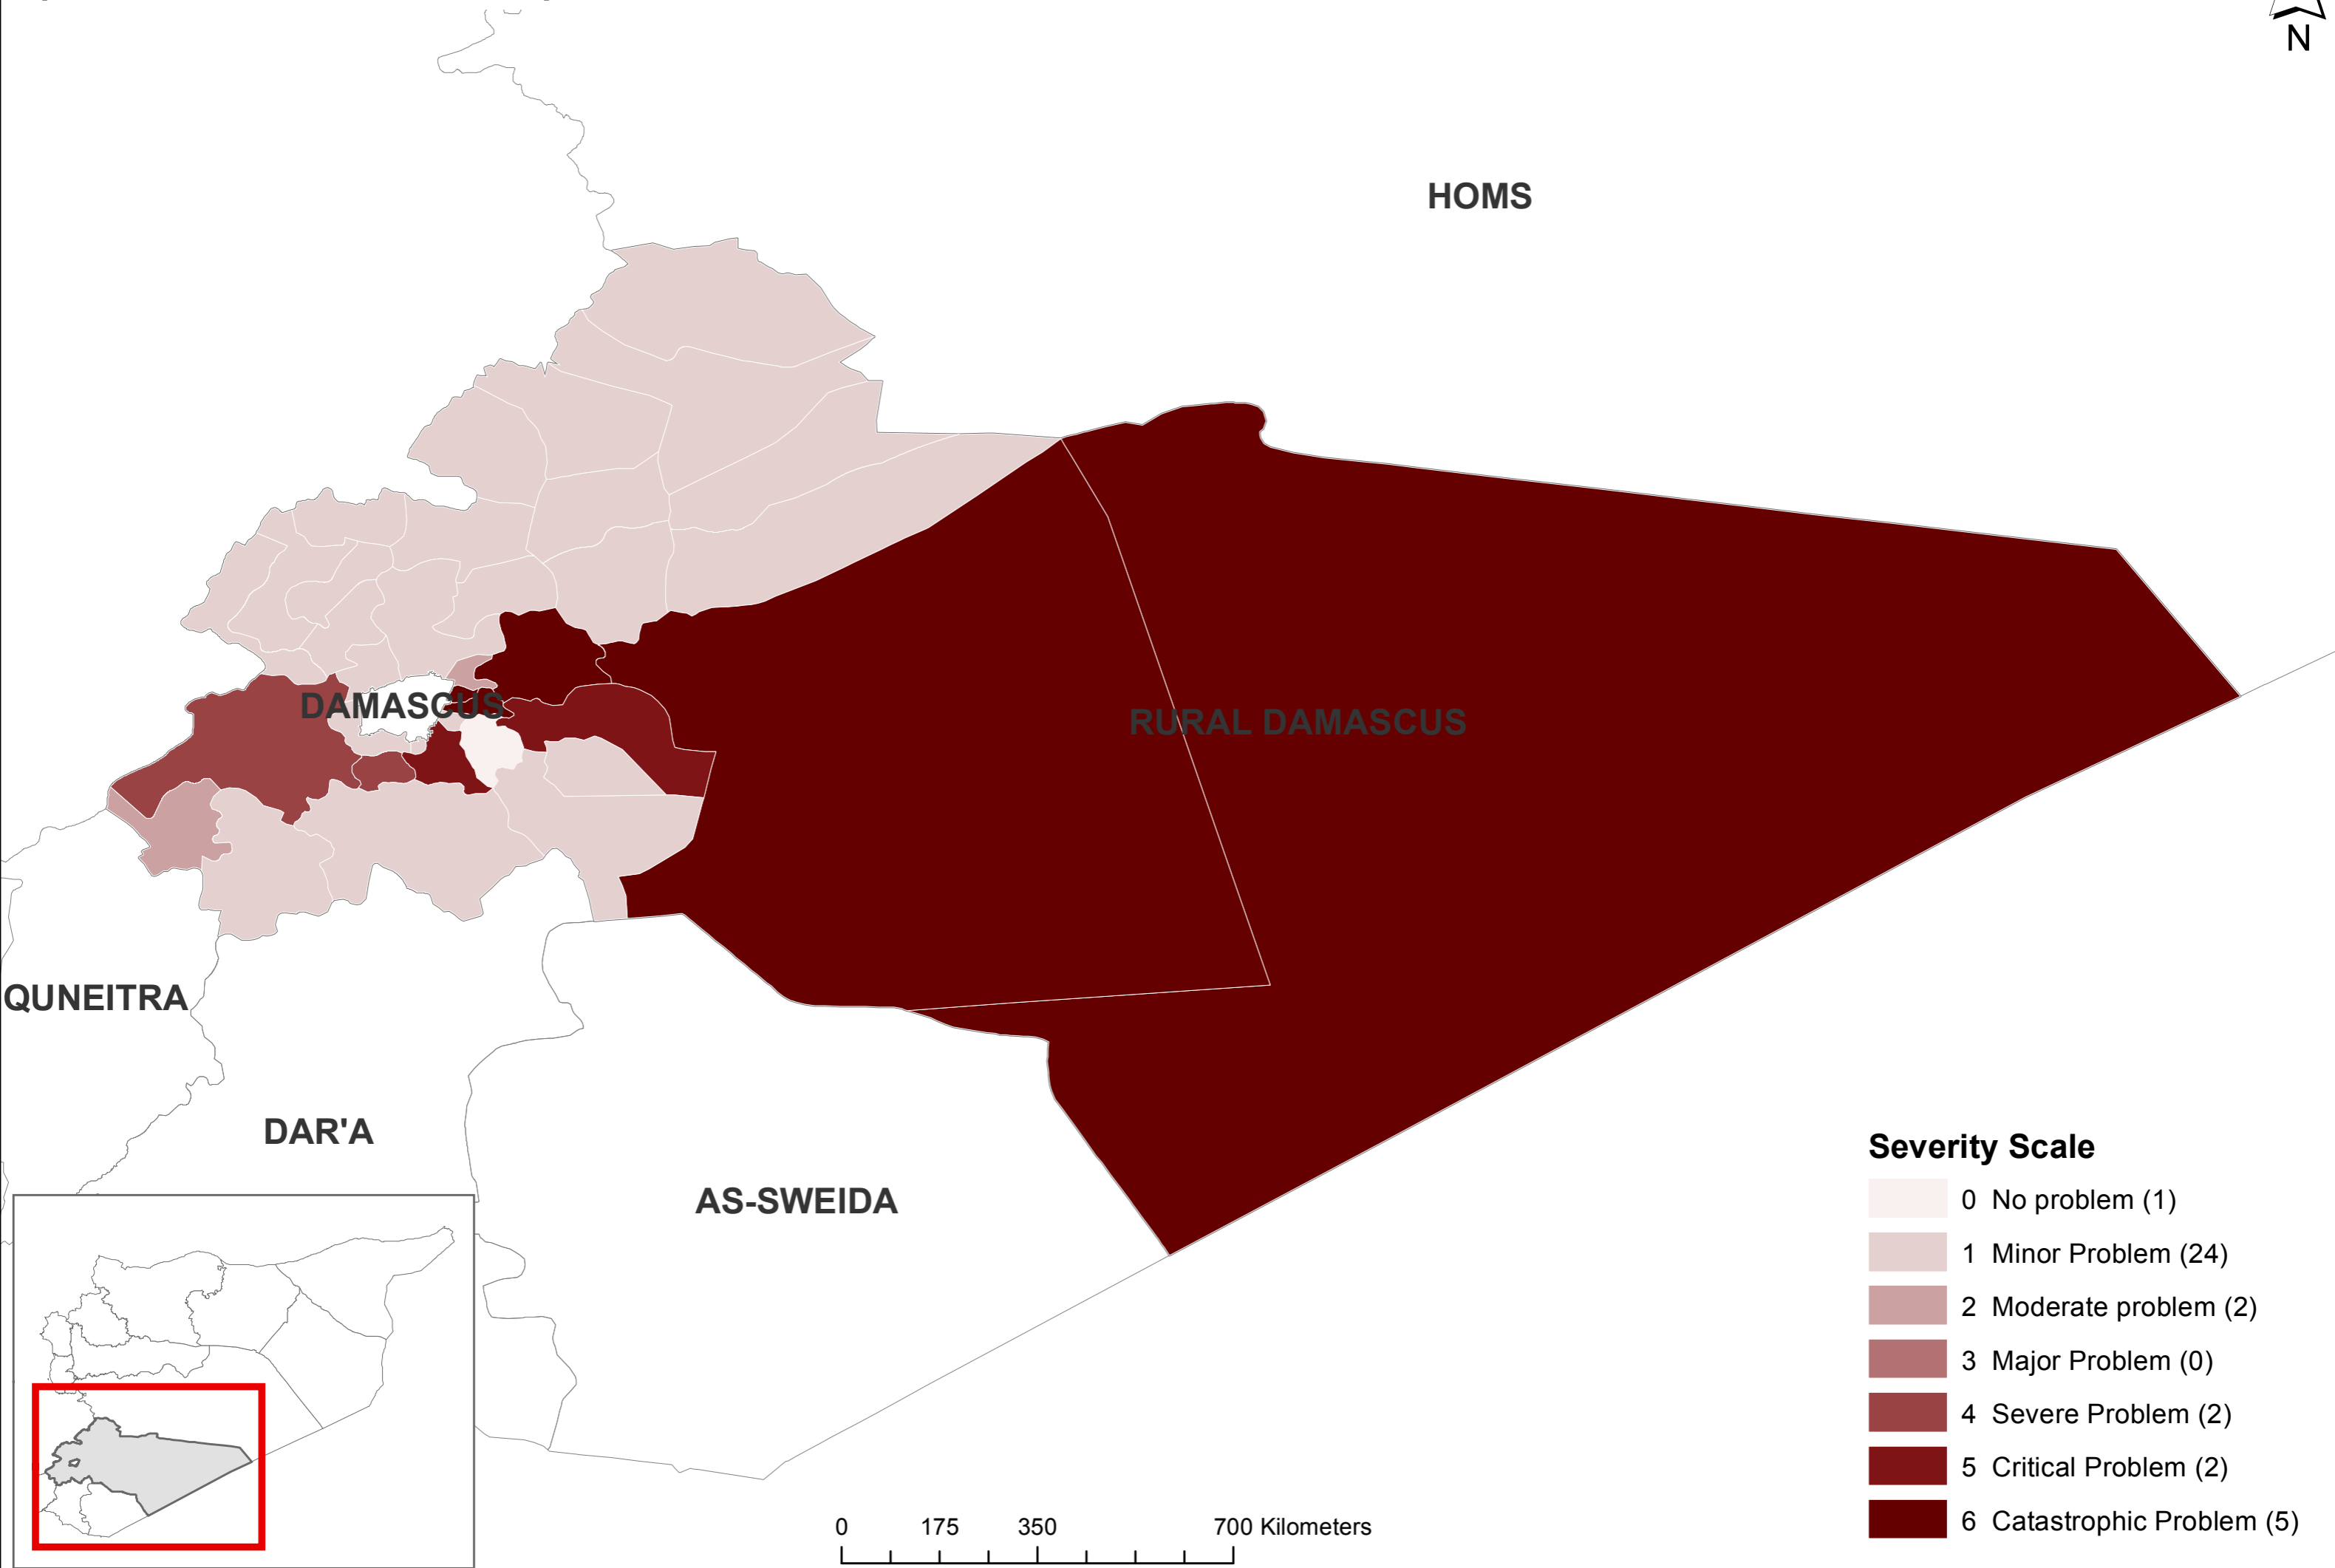 N
HOMS
DAMASCUS
RURAL DAMASCUS
QUNEITRA
DAR'A
AS-SWEIDA
Severity Scale
0 No problem (1)
1 Minor Problem (24)
2 Moderate problem (2)
3 Major Problem (0)
4 Severe Problem (2)
5 Critical Problem (2)
6 Catastrophic Problem (5)
0 175 350 700 Kilometers